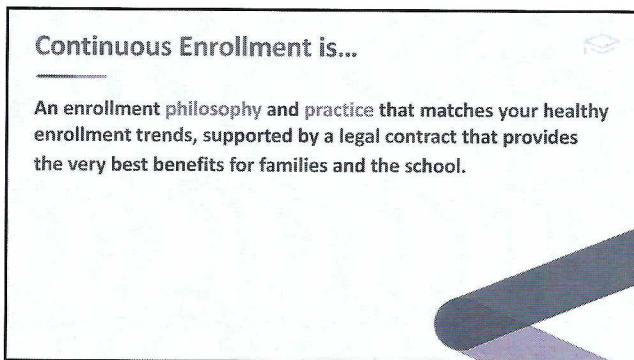 Continuous Enrollment is...
An enrollment philosophy and practice that matches your healthy
enrollment trends, supported by a legal contract that provides
the very best benefits for families and the school.